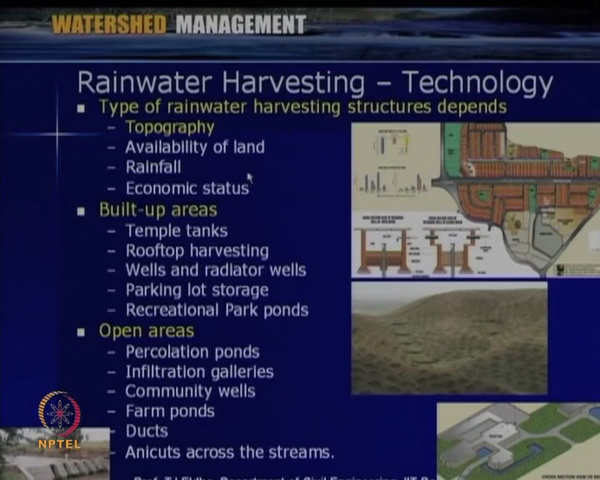 WATERSHED MANAGEMENT
Rainwater Harvesting – Technology
Type of rainwater harvesting structures depends
– Topography
– Availability of land
– Rainfall
– Economic status
Built-up areas
– Temple tanks
– Rooftop harvesting
– Wells and radiator wells
– Parking lot storage
– Recreational Park ponds
Open areas
– Percolation ponds
– Infiltration galleries
– Community wells
– Farm ponds
– Ducts
– Anicuts across the streams.
NPTEL